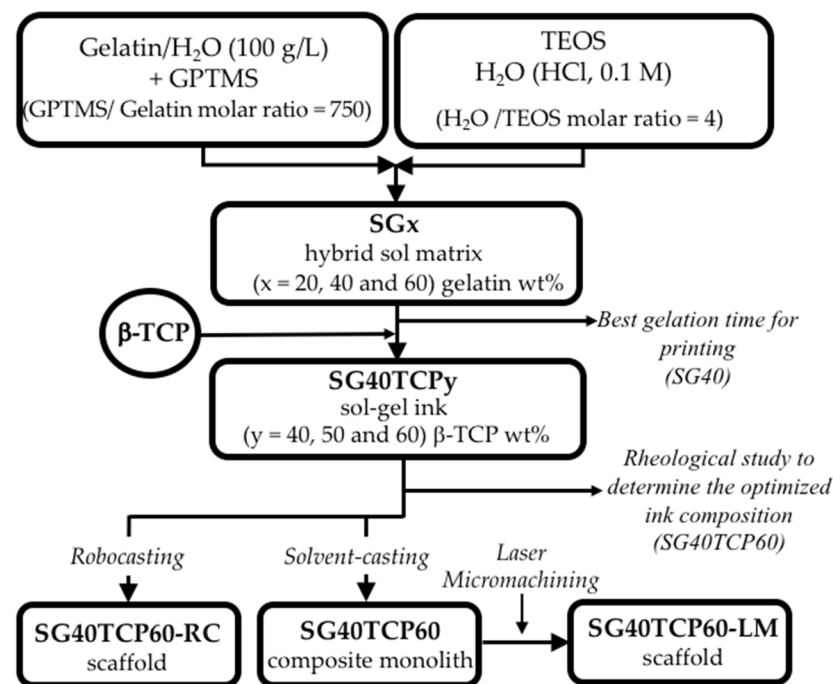 Gelatin/H₂O (100 g/L)
+ GPTMS
(GPTMS/ Gelatin molar ratio = 750)
TEOS
H₂O (HCl, 0.1 M)
(H₂O /TEOS molar ratio = 4)
SGx
hybrid sol matrix
(x = 20, 40 and 60) gelatin wt%
β-TCP
Best gelation time for
printing
(SG40)
SG40TCPy
sol-gel ink
(y = 40, 50 and 60) β-TCP wt%
Rheological study to
determine the optimized
ink composition
(SG40TCP60)
Robocasting
Solvent-casting
Laser
Micromachining
SG40TCP60-RC
scaffold
SG40TCP60
composite monolith
SG40TCP60-LM
scaffold